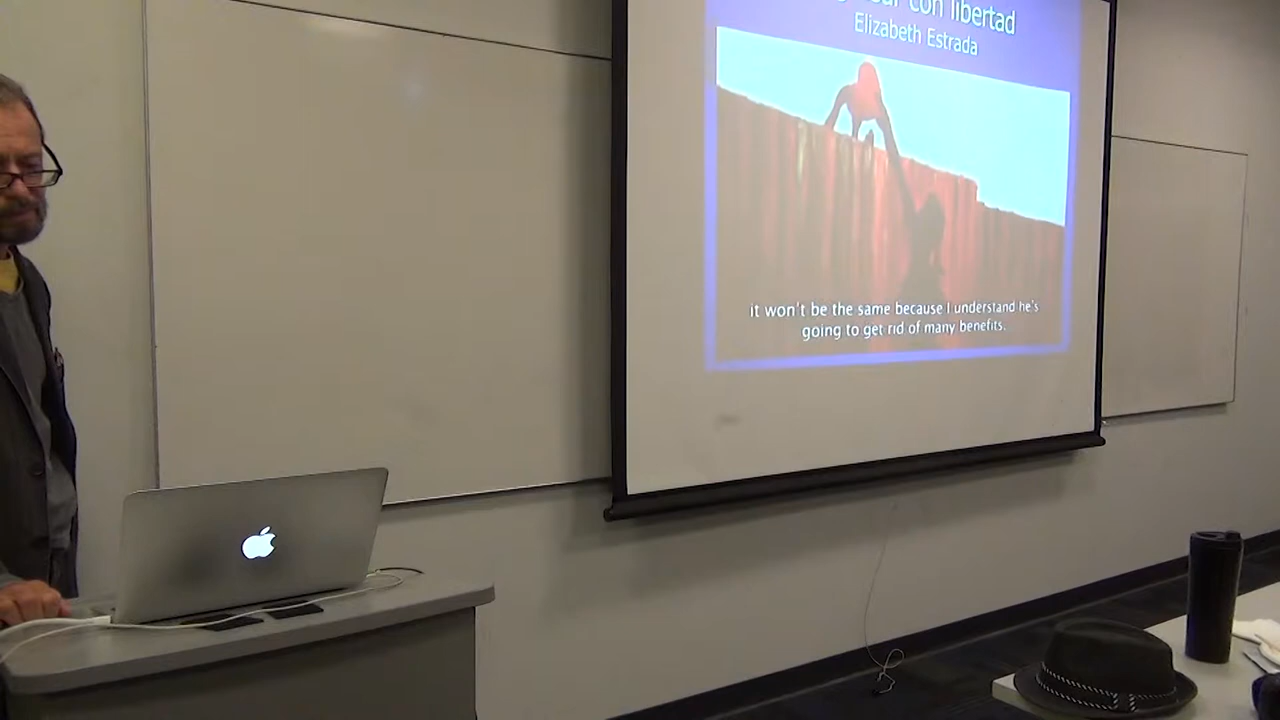 con libertad
Elizabeth Estrada
it won't be the same because I understand he's
going to get rid of many benefits.